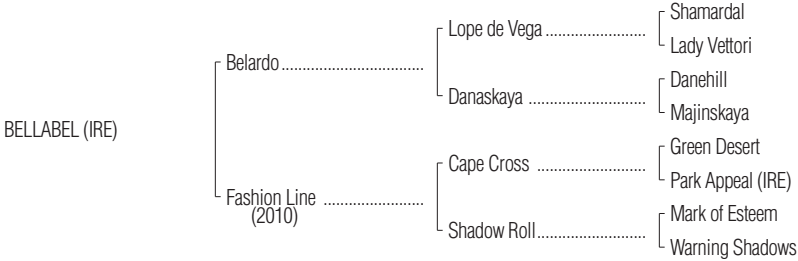 Shamardal
Lope de Vega
Lady Vettori
Belardo
Danehill
Danaskaya
Majinskaya
BELLABEL (IRE)
Green Desert
Cape Cross
Park Appeal (IRE)
Fashion Line
(2010)
Mark of Esteem
Shadow Roll
Warning Shadows